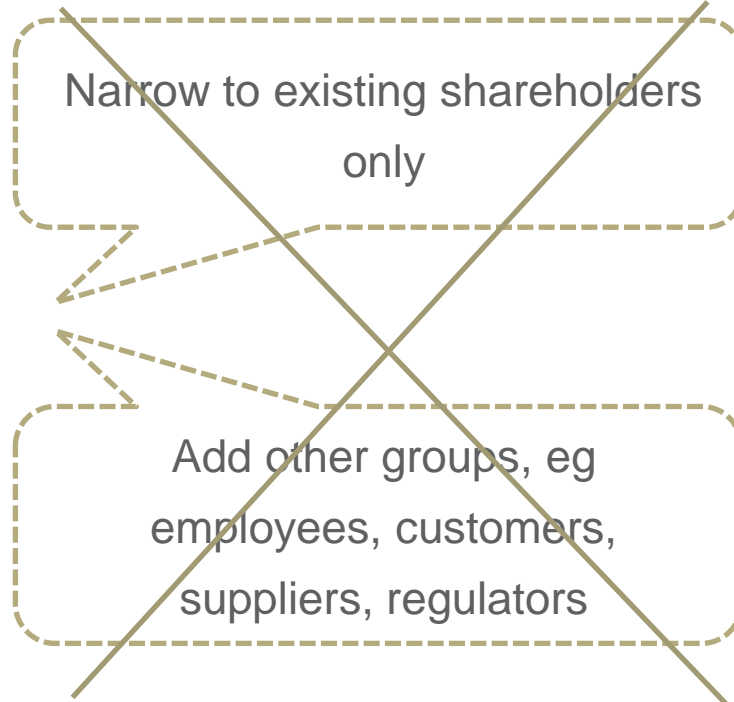 Narrow to existing shareholders
only
Add other groups, eg
employees, customers,
suppliers, regulators